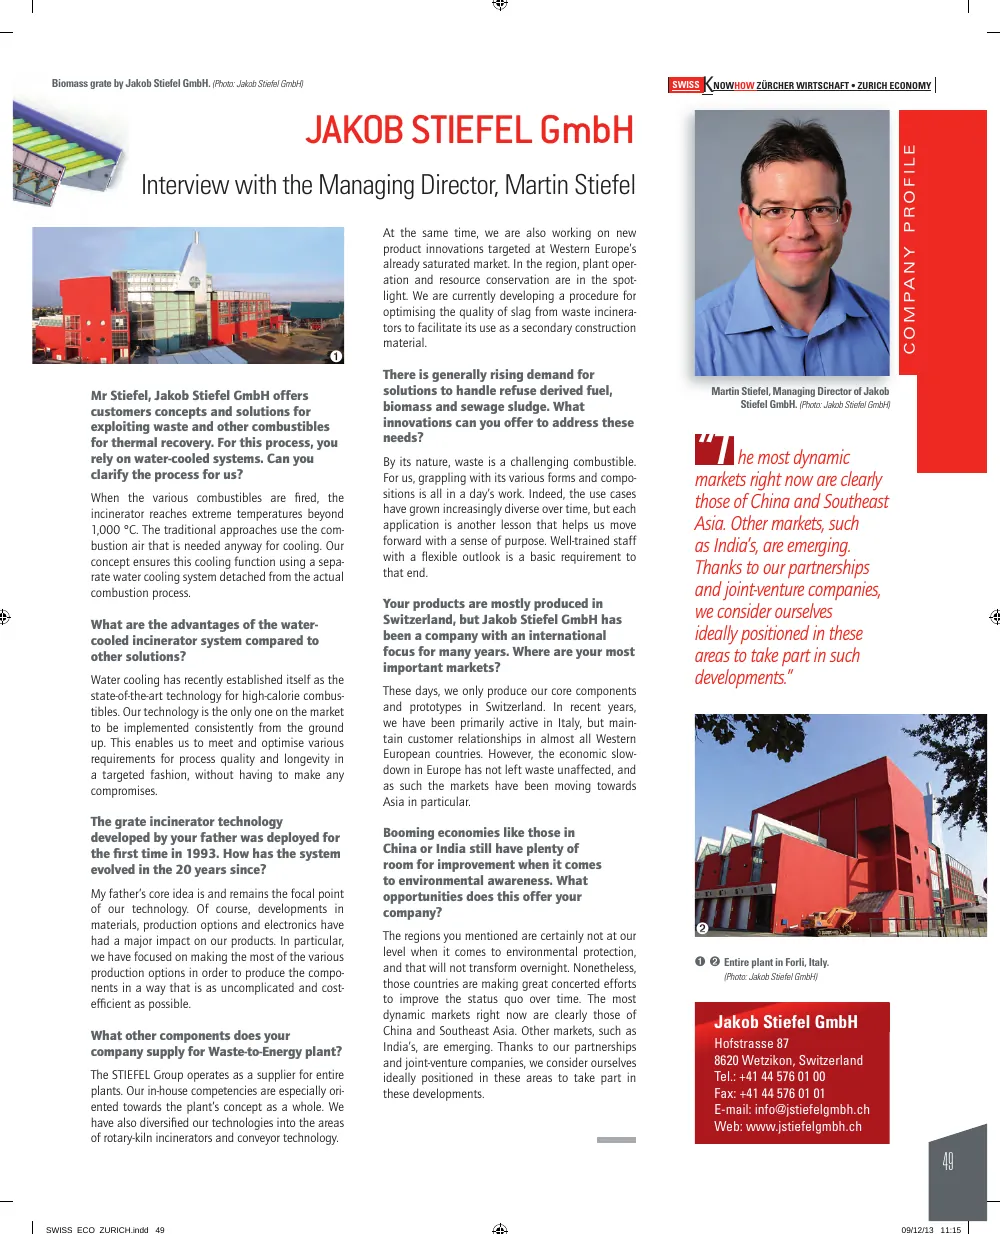 Biomass grate by Jakob Stiefel GmbH. (Photo: Jakob Stiefel GmbH)
SWISS KNOWHOW ZÜRCHER WIRTSCHAFT • ZURICH ECONOMY
JAKOB STIEFEL GmbH
Interview with the Managing Director, Martin Stiefel
1
Mr Stiefel, Jakob Stiefel GmbH offers
customers concepts and solutions for
exploiting waste and other combustibles
for thermal recovery. For this process, you
rely on water-cooled systems. Can you
clarify the process for us?
When the various combustibles are fired, the
incinerator reaches extreme temperatures beyond
1,000 °C. The traditional approaches use the com-
bustion air that is needed anyway for cooling. Our
concept ensures this cooling function using a sepa-
rate water cooling system detached from the actual
combustion process.
What are the advantages of the water-
cooled incinerator system compared to
other solutions?
Water cooling has recently established itself as the
state-of-the-art technology for high-calorie combus-
tibles. Our technology is the only one on the market
to be implemented consistently from the ground
up. This enables us to meet and optimise various
requirements for process quality and longevity in
a targeted fashion, without having to make any
compromises.
The grate incinerator technology
developed by your father was deployed for
the first time in 1993. How has the system
evolved in the 20 years since?
My father's core idea is and remains the focal point
of our technology. Of course, developments in
materials, production options and electronics have
had a major impact on our products. In particular,
we have focused on making the most of the various
production options in order to produce the compo-
nents in a way that is as uncomplicated and cost-
efficient as possible.
What other components does your
company supply for Waste-to-Energy plant?
The STIEFEL Group operates as a supplier for entire
plants. Our in-house competencies are especially ori-
ented towards the plant's concept as a whole. We
have also diversified our technologies into the areas
of rotary-kiln incinerators and conveyor technology.
At the same time, we are also working on new
product innovations targeted at Western Europe's
already saturated market. In the region, plant oper-
ation and resource conservation are in the spot-
light. We are currently developing a procedure for
optimising the quality of slag from waste incinera-
tors to facilitate its use as a secondary construction
material.
There is generally rising demand for
solutions to handle refuse derived fuel,
biomass and sewage sludge. What
innovations can you offer to address these
needs?
By its nature, waste is a challenging combustible.
For us, grappling with its various forms and compo-
sitions is all in a day's work. Indeed, the use cases
have grown increasingly diverse over time, but each
application is another lesson that helps us move
forward with a sense of purpose. Well-trained staff
with a flexible outlook is a basic requirement to
that end.
Your products are mostly produced in
Switzerland, but Jakob Stiefel GmbH has
been a company with an international
focus for many years. Where are your most
important markets?
These days, we only produce our core components
and prototypes in Switzerland. In recent years,
we have been primarily active in Italy, but main-
tain customer relationships in almost all Western
European countries. However, the economic slow-
down in Europe has not left waste unaffected, and
as such the markets have been moving towards
Asia in particular.
Booming economies like those in
China or India still have plenty of
room for improvement when it comes
to environmental awareness. What
opportunities does this offer your
company?
The regions you mentioned are certainly not at our
level when it comes to environmental protection,
and that will not transform overnight. Nonetheless,
those countries are making great concerted efforts
to improve the status quo over time. The most
dynamic markets right now are clearly those of
China and Southeast Asia. Other markets, such as
India's, are emerging. Thanks to our partnerships
and joint-venture companies, we consider ourselves
ideally positioned in these areas to take part in
these developments.
COMPANY PROFILE
Martin Stiefel, Managing Director of Jakob
Stiefel GmbH. (Photo: Jakob Stiefel GmbH)
"The most dynamic
markets right now are clearly
those of China and Southeast
Asia. Other markets, such
as India's, are emerging.
Thanks to our partnerships
and joint-venture companies,
we consider ourselves
ideally positioned in these
areas to take part in such
developments."
2
1 2 Entire plant in Forli, Italy.
(Photo: Jakob Stiefel GmbH)
Jakob Stiefel GmbH
Hofstrasse 87
8620 Wetzikon, Switzerland
Tel.: +41 44 576 01 00
Fax: +41 44 576 01 01
E-mail: info@jstiefelgmbh.ch
Web: www.jstiefelgmbh.ch
49
SWISS_ECO_ZURICH.indd 49
09/12/13 11:15